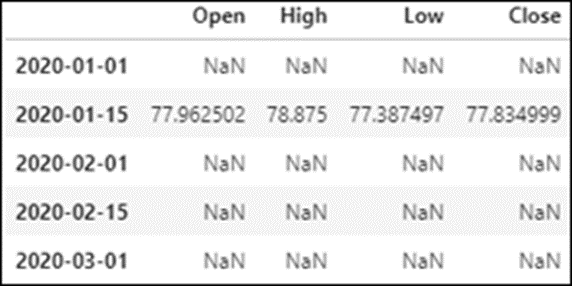 Open High Low Close
2020-01-01 NaN NaN NaN NaN
2020-01-15 77.962502 78.875 77.387497 77.834999
2020-02-01 NaN NaN NaN NaN
2020-02-15 NaN NaN NaN NaN
2020-03-01 NaN NaN NaN NaN